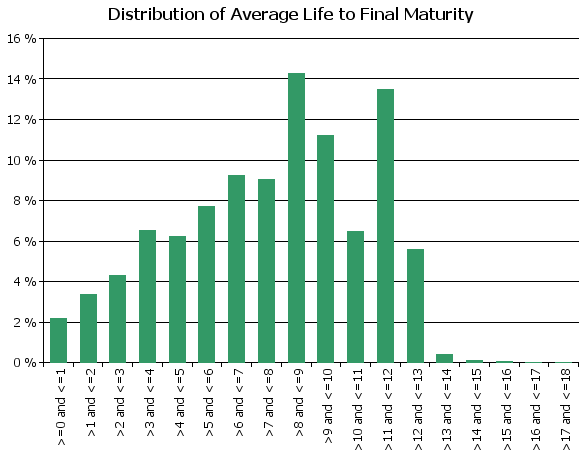 Distribution of Average Life to Final Maturity
16 %
14 %
12 %
10 %
8 %
6 %
4 %
2 %
0 %
>=0 and <=1
>1 and <=2
>2 and <=3
>3 and <=4
>4 and <=5
>5 and <=6
>6 and <=7
>7 and <=8
>8 and <=9
>9 and <=10
>10 and <=11
>11 and <=12
>12 and <=13
>13 and <=14
>14 and <=15
>15 and <=16
>16 and <=17
>17 and <=18